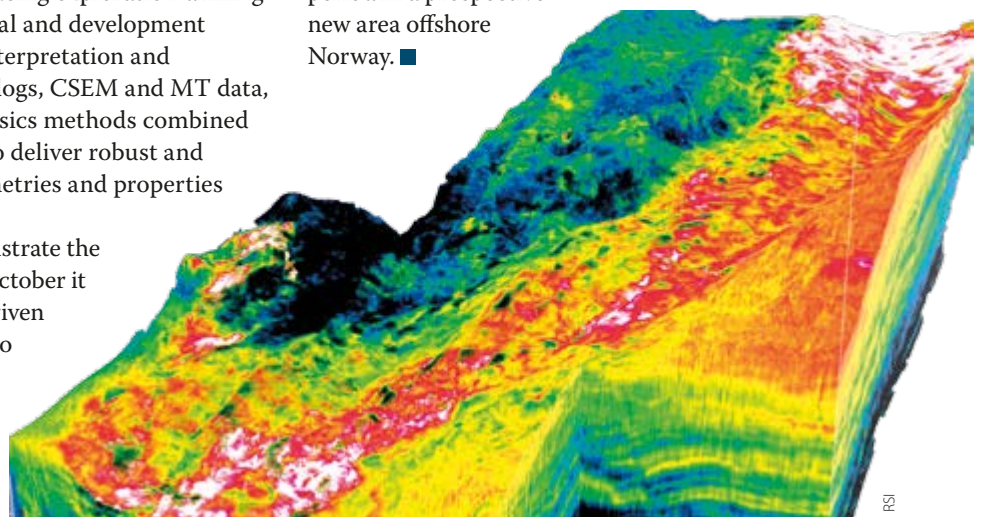 al and development
terpretation and
logs, CSEM and MT data,
sics methods combined
o deliver robust and
etries and properties
strate the
ctober it
iven
o
new area offshore
Norway. ■
RSI